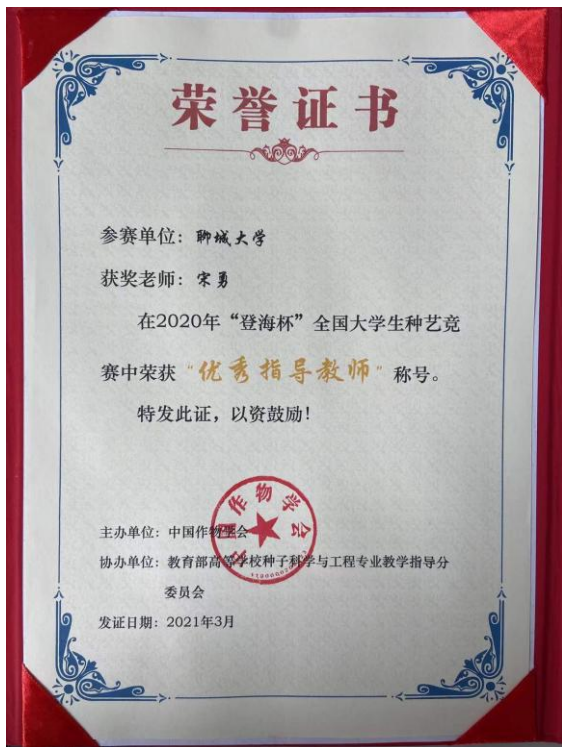 荣誉证书
参赛单位：聊城大学
获奖老师：宋勇
在2020年“登海杯”全国大学生种艺竞
赛中荣获“优秀指导教师”称号。
特发此证，以资鼓励！
中国作物学会
主办单位：中国作物学会
协办单位：教育部高等学校种子科学与工程专业教学指导分
委员会
发证日期：2021年3月